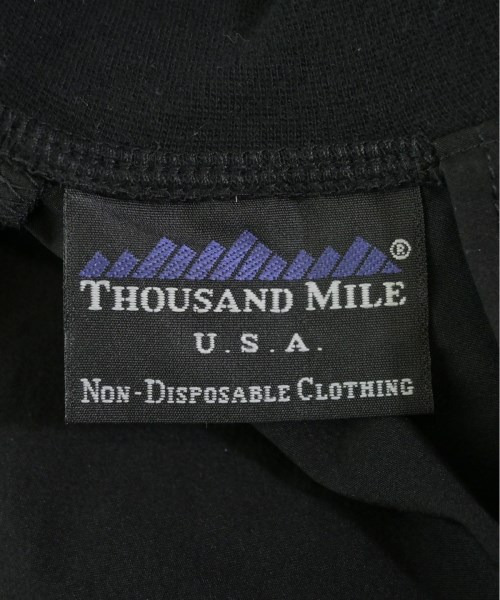 ®
THOUSAND MILE
U.S.A.
NON-DISPOSABLE CLOTHING